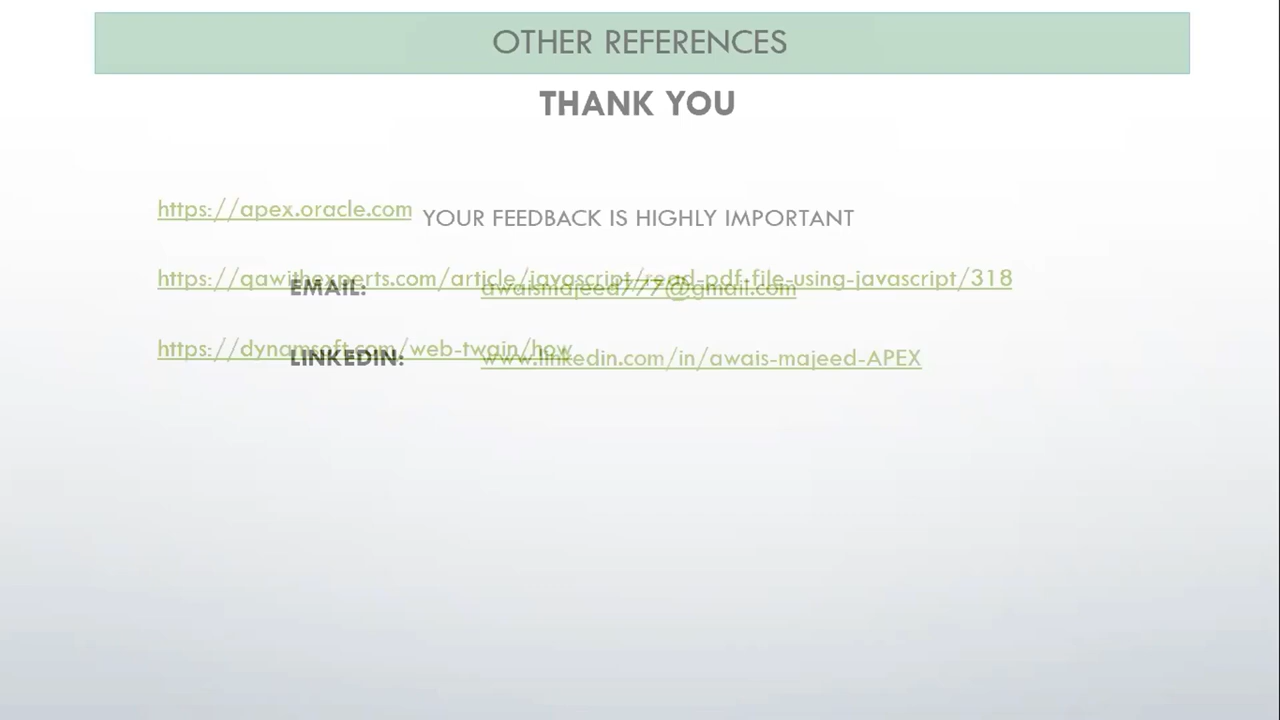 OTHER REFERENCES
THANK YOU
https://apex.oracle.com
YOUR FEEDBACK IS HIGHLY IMPORTANT
https://qawithexperts.com/article/javascript/read-pdf-file-using-javascript/318
EMAIL: awaismajeed777@gmail.com
https://dynamsoft.com/web-twain/how
LINKEDIN: www.linkedin.com/in/awais-majeed-APEX